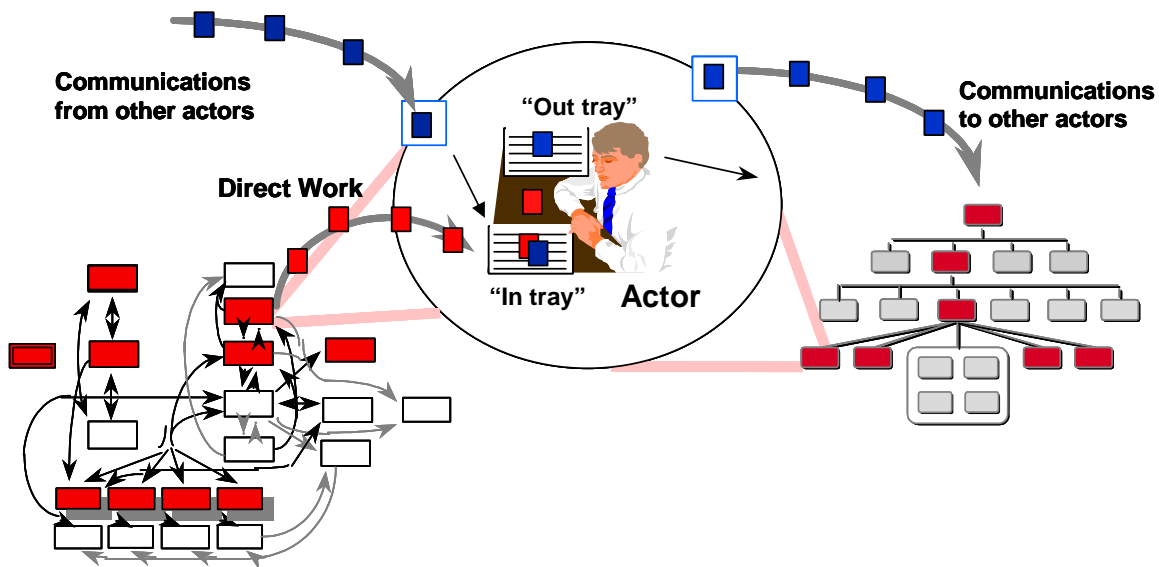 Communications
from other actors
“Out tray”
Communications
to other actors
Direct Work
“In tray”
Actor